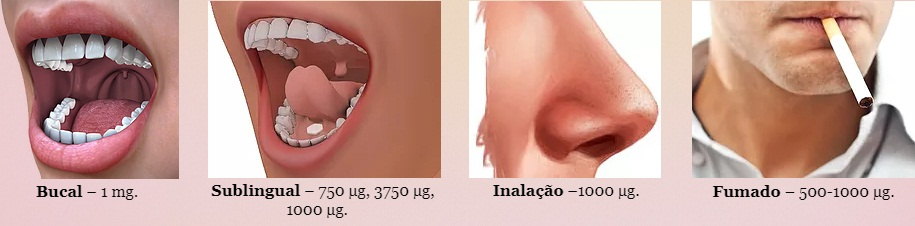 Bucal – 1 mg.
Sublingual – 750 µg, 3750 µg,
1000 µg.
Inalação –1000 µg.
Fumado – 500-1000 µg.